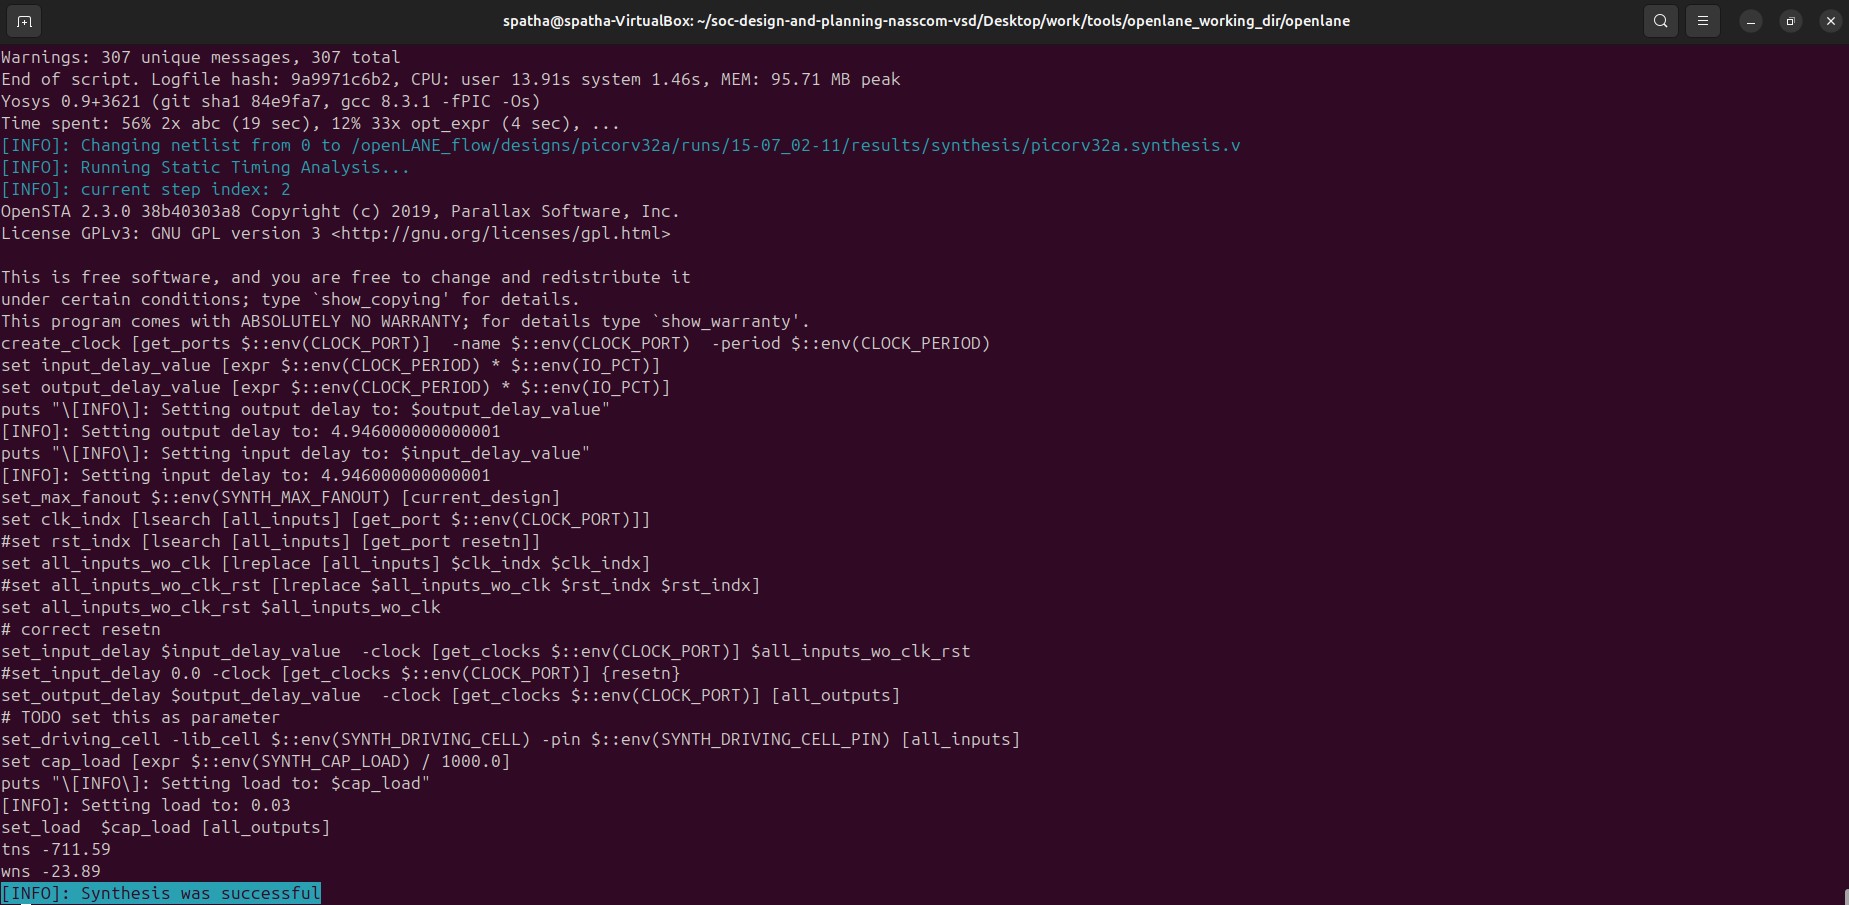 spatha@spatha-VirtualBox: ~/soc-design-and-planning-nasscom-vsd/Desktop/work/tools/openlane_working_dir/openlane
Warnings: 307 unique messages, 307 total
End of script. Logfile hash: 9a9971c6b2, CPU: user 13.91s system 1.46s, MEM: 95.71 MB peak
Yosys 0.9+3621 (git sha1 84e9fa7, gcc 8.3.1 -fPIC -Os)
Time spent: 56% 2x abc (19 sec), 12% 33x opt_expr (4 sec), ...
[INFO]: Changing netlist from 0 to /openLANE_flow/designs/picorv32a/runs/15-07_02-11/results/synthesis/picorv32a.synthesis.v
[INFO]: Running Static Timing Analysis...
[INFO]: current step index: 2
OpenSTA 2.3.0 38b40303a8 Copyright (c) 2019, Parallax Software, Inc.
License GPLv3: GNU GPL version 3 <http://gnu.org/licenses/gpl.html>

This is free software, and you are free to change and redistribute it
under certain conditions; type `show_copying' for details.
This program comes with ABSOLUTELY NO WARRANTY; for details type `show_warranty'.
create_clock [get_ports $::env(CLOCK_PORT)]  -name $::env(CLOCK_PORT)  -period $::env(CLOCK_PERIOD)
set input_delay_value [expr $::env(CLOCK_PERIOD) * $::env(IO_PCT)]
set output_delay_value [expr $::env(CLOCK_PERIOD) * $::env(IO_PCT)]
puts "\[INFO\]: Setting output delay to: $output_delay_value"
[INFO]: Setting output delay to: 4.946000000000001
puts "\[INFO\]: Setting input delay to: $input_delay_value"
[INFO]: Setting input delay to: 4.946000000000001
set_max_fanout $::env(SYNTH_MAX_FANOUT) [current_design]
set clk_indx [lsearch [all_inputs] [get_port $::env(CLOCK_PORT)]]
#set rst_indx [lsearch [all_inputs] [get_port resetn]]
set all_inputs_wo_clk [lreplace [all_inputs] $clk_indx $clk_indx]
#set all_inputs_wo_clk_rst [lreplace $all_inputs_wo_clk $rst_indx $rst_indx]
set all_inputs_wo_clk_rst $all_inputs_wo_clk
# correct resetn
set_input_delay $input_delay_value  -clock [get_clocks $::env(CLOCK_PORT)] $all_inputs_wo_clk_rst
#set_input_delay 0.0 -clock [get_clocks $::env(CLOCK_PORT)] {resetn}
set_output_delay $output_delay_value  -clock [get_clocks $::env(CLOCK_PORT)] [all_outputs]
# TODO set this as parameter
set_driving_cell -lib_cell $::env(SYNTH_DRIVING_CELL) -pin $::env(SYNTH_DRIVING_CELL_PIN) [all_inputs]
set cap_load [expr $::env(SYNTH_CAP_LOAD) / 1000.0]
puts "\[INFO\]: Setting load to: $cap_load"
[INFO]: Setting load to: 0.03
set_load  $cap_load [all_outputs]
tns -711.59
wns -23.89
[INFO]: Synthesis was successful